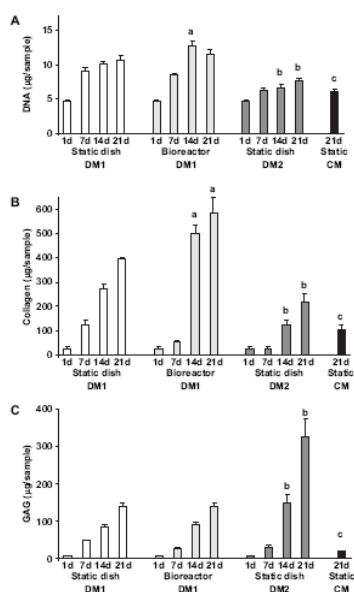 A
DNA (µg/sample)
15
10
5
0
a
b
b
c
1d 7d 14d 21d 1d 7d 14d 21d 1d 7d 14d 21d 21d
Static dish Bioreactor Static dish Static
DM1 DM1 DM2 CM
B
Collagen (µg/sample)
600
500
400
300
200
100
0
a
a
b
b
c
1d 7d 14d 21d 1d 7d 14d 21d 1d 7d 14d 21d 21d
Static dish Bioreactor Static dish Static
DM1 DM1 DM2 CM
C
GAG (µg/sample)
400
300
200
100
0
b
b
c
1d 7d 14d 21d 1d 7d 14d 21d 1d 7d 14d 21d 21d
Static dish Bioreactor Static dish Static
DM1 DM1 DM2 CM